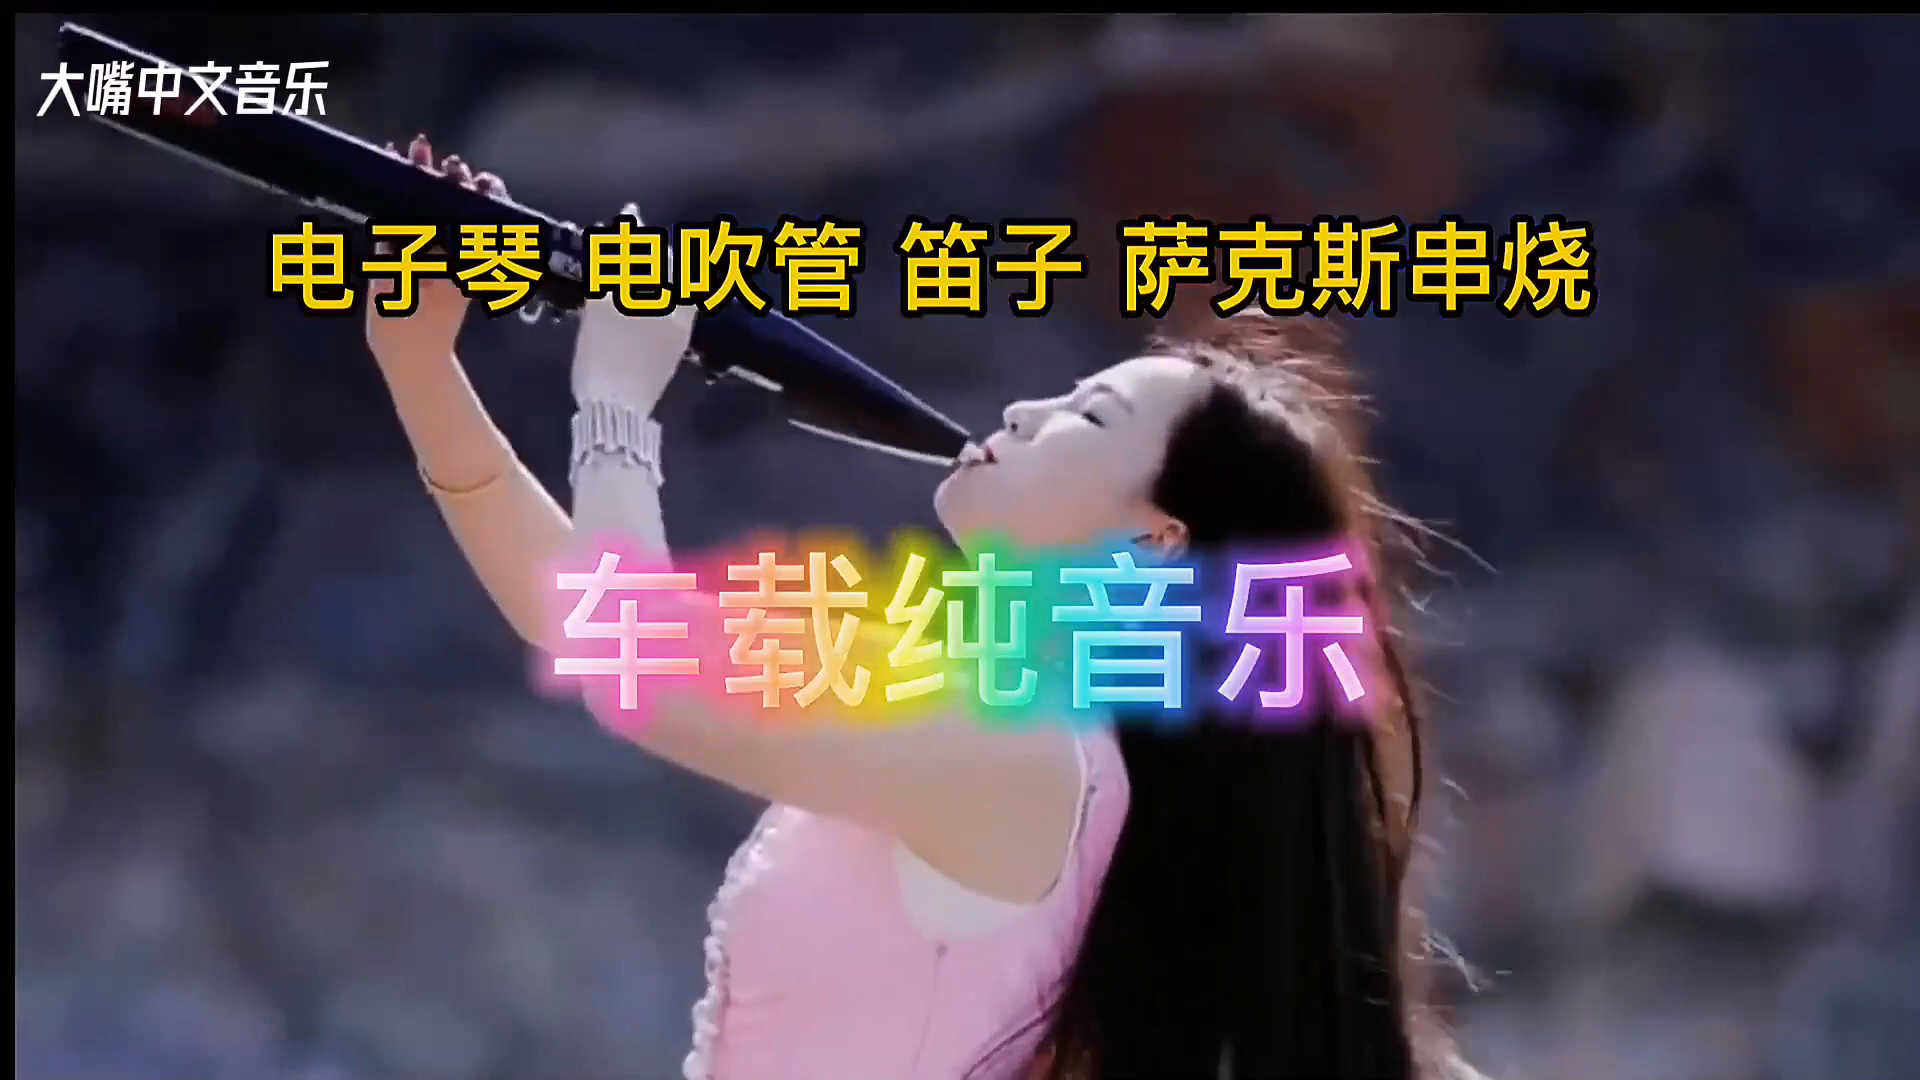 大嘴中文音乐
电子琴 电吹管 笛子 萨克斯串烧
车载纯音乐